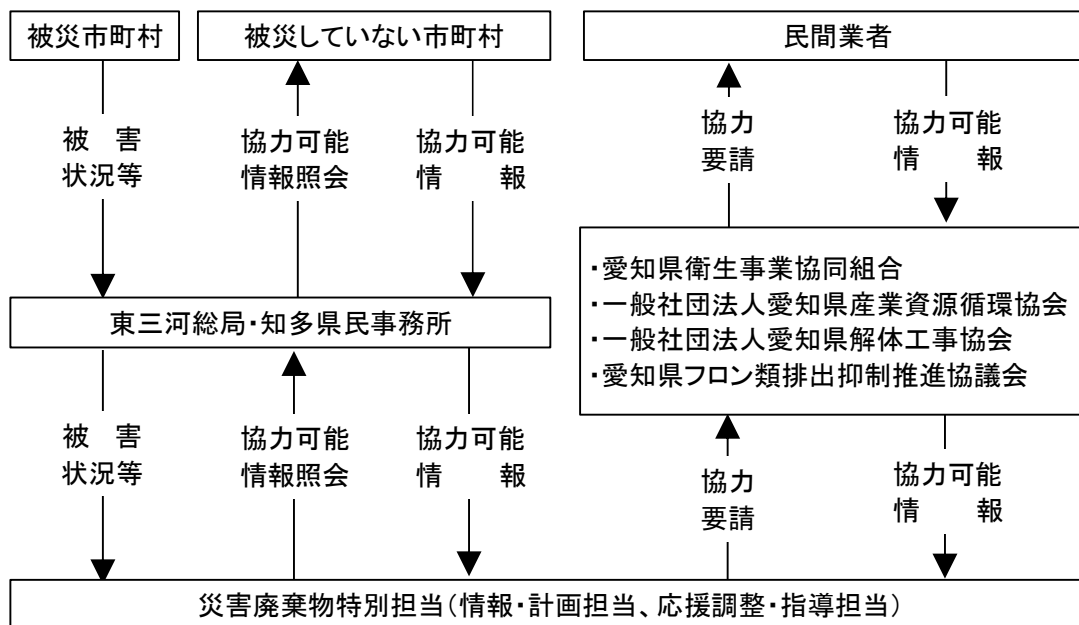 被災市町村
被災していない市町村
民間業者
被　害
状況等
協力可能
情報照会
協力可能
情　　報
協力
要請
協力可能
情　　報
・愛知県衛生事業協同組合
・一般社団法人愛知県産業資源循環協会
・一般社団法人愛知県解体工事協会
・愛知県フロン類排出抑制推進協議会
東三河総局・知多県民事務所
被　害
状況等
協力可能
情報照会
協力可能
情　　報
協力
要請
協力可能
情　　報
災害廃棄物特別担当（情報・計画担当、応援調整・指導担当）